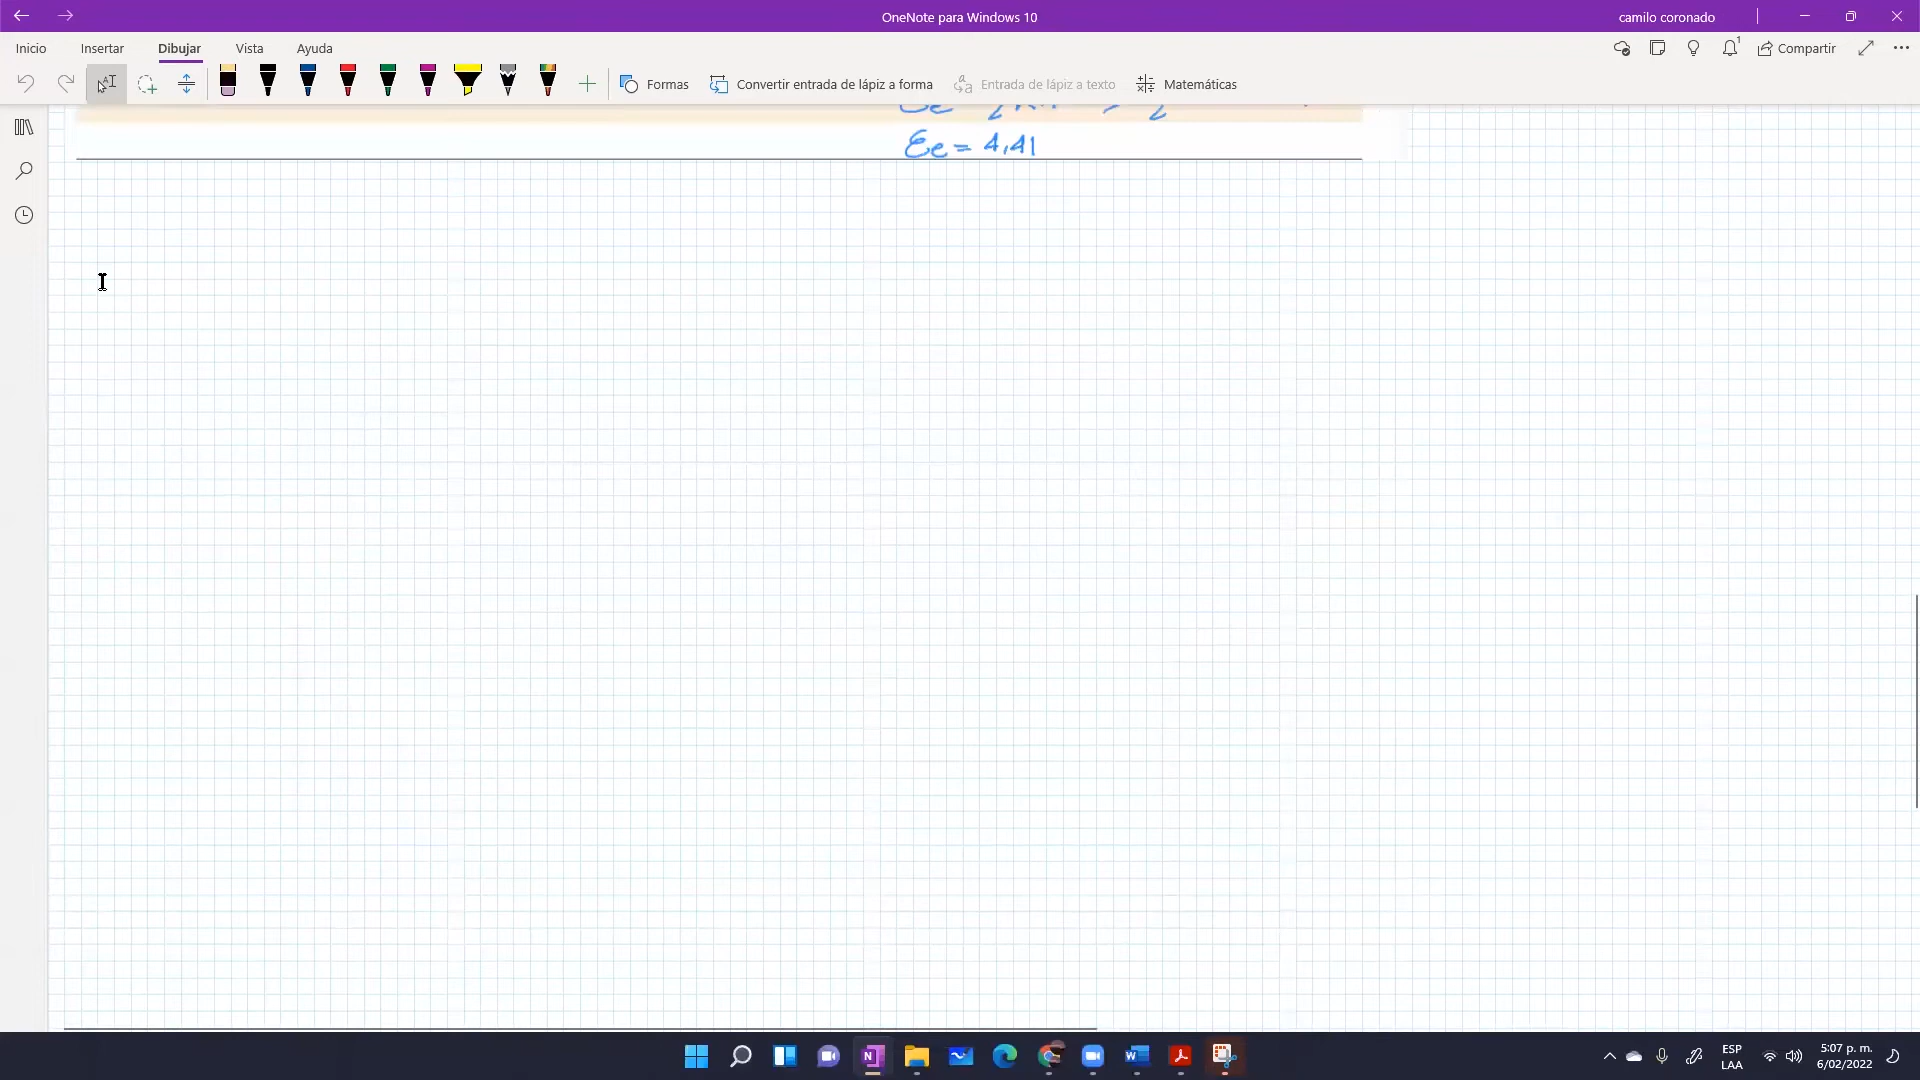 OneNote para Windows 10
camilo coronado
Inicio
Insertar
Dibujar
Vista
Ayuda
1
Compartir
Formas
Convertir entrada de lápiz a forma
Entrada de lápiz a texto
Matemáticas
Ee = 4,41
ESP
LAA
5:07 p. m.
6/02/2022